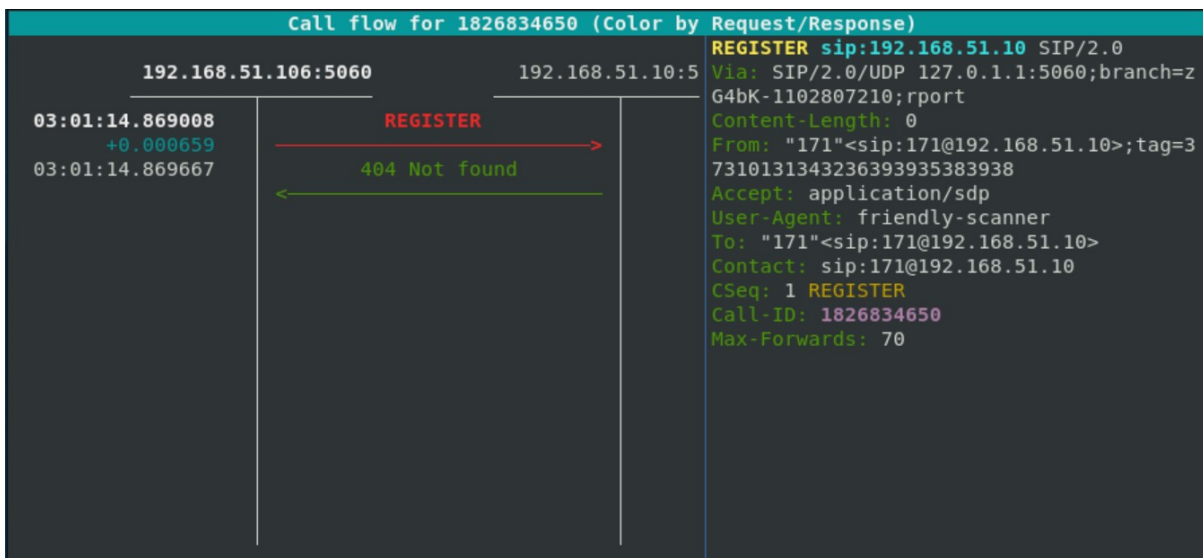 Call flow for 1826834650 (Color by Request/Response)
192.168.51.106:5060 192.168.51.10:5
03:01:14.869008 REGISTER
+0.000659
03:01:14.869667 404 Not found
REGISTER sip:192.168.51.10 SIP/2.0
Via: SIP/2.0/UDP 127.0.1.1:5060;branch=z
G4bK-1102807210;rport
Content-Length: 0
From: "171"<sip:171@192.168.51.10>;tag=3
7310131343236393935383938
Accept: application/sdp
User-Agent: friendly-scanner
To: "171"<sip:171@192.168.51.10>
Contact: sip:171@192.168.51.10
CSeq: 1 REGISTER
Call-ID: 1826834650
Max-Forwards: 70